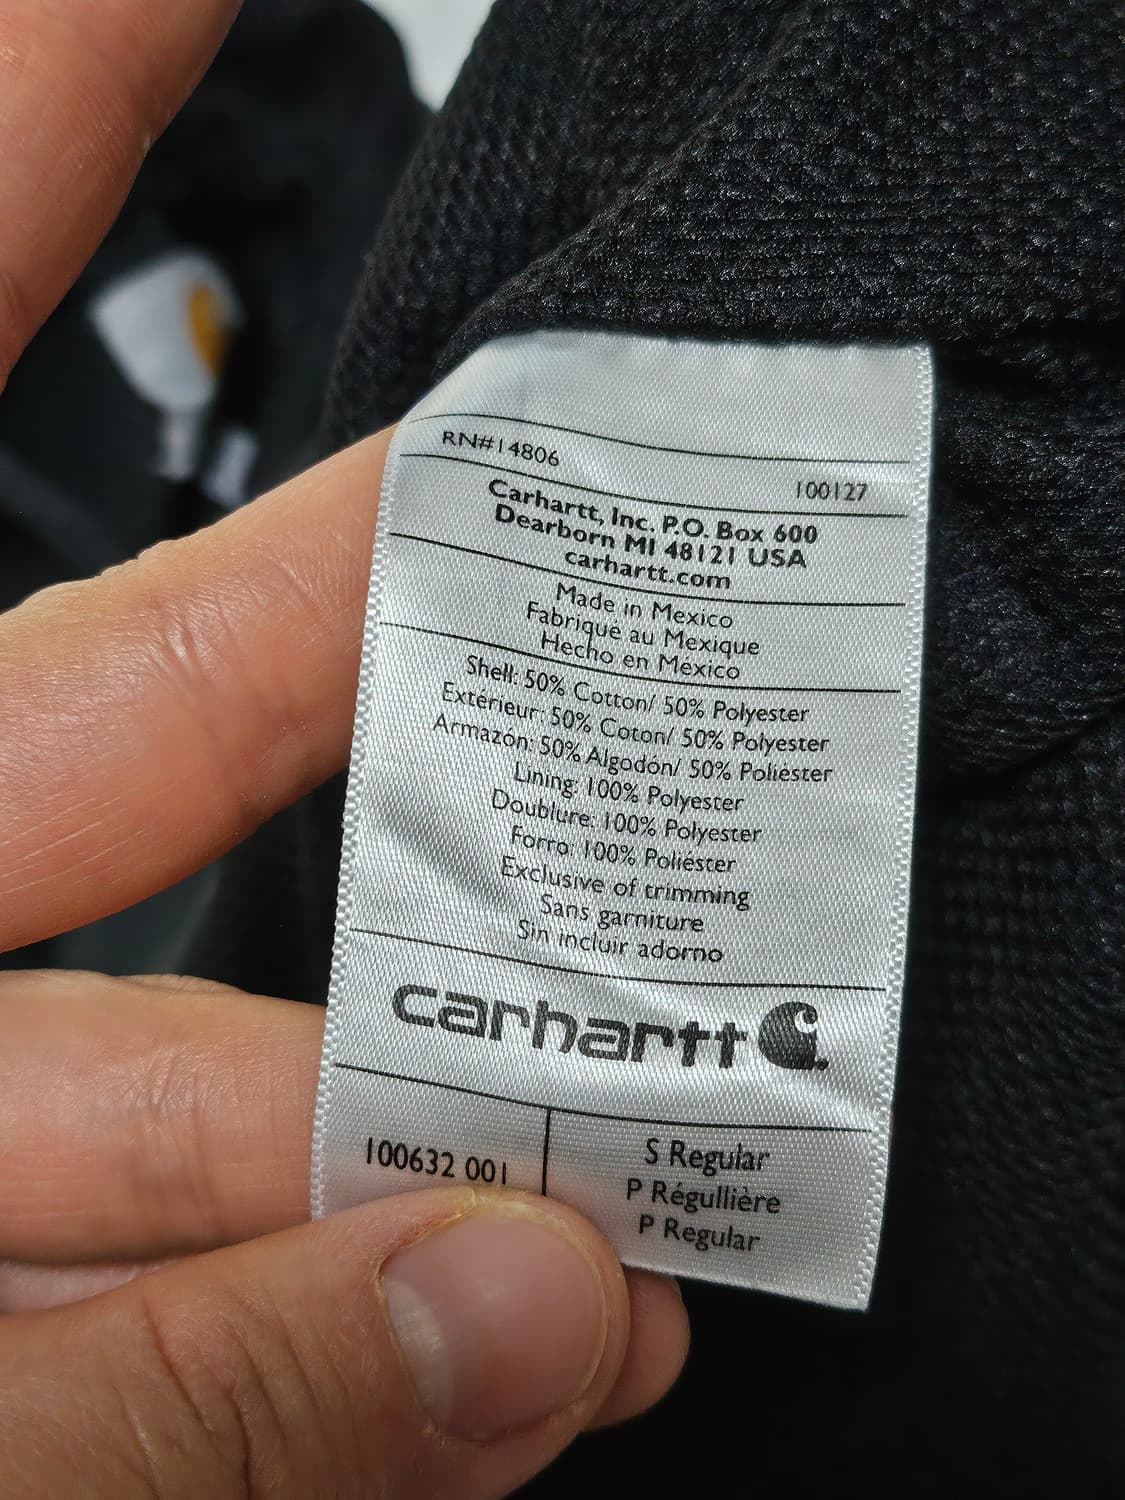 RN#14806 100127
Carhartt, Inc. P.O. Box 600
Dearborn MI 48121 USA
carhartt.com
Made in Mexico
Fabriqué au Mexique
Hecho en México
Shell: 50% Cotton/ 50% Polyester
Extérieur: 50% Coton/ 50% Polyester
Armazón: 50% Algodón/ 50% Poliéster
Lining: 100% Polyester
Doublure: 100% Polyester
Forro: 100% Poliéster
Exclusive of trimming
Sans garniture
Sin incluir adorno
carhartt
100632 001
S Regular
P Régullière
P Regular